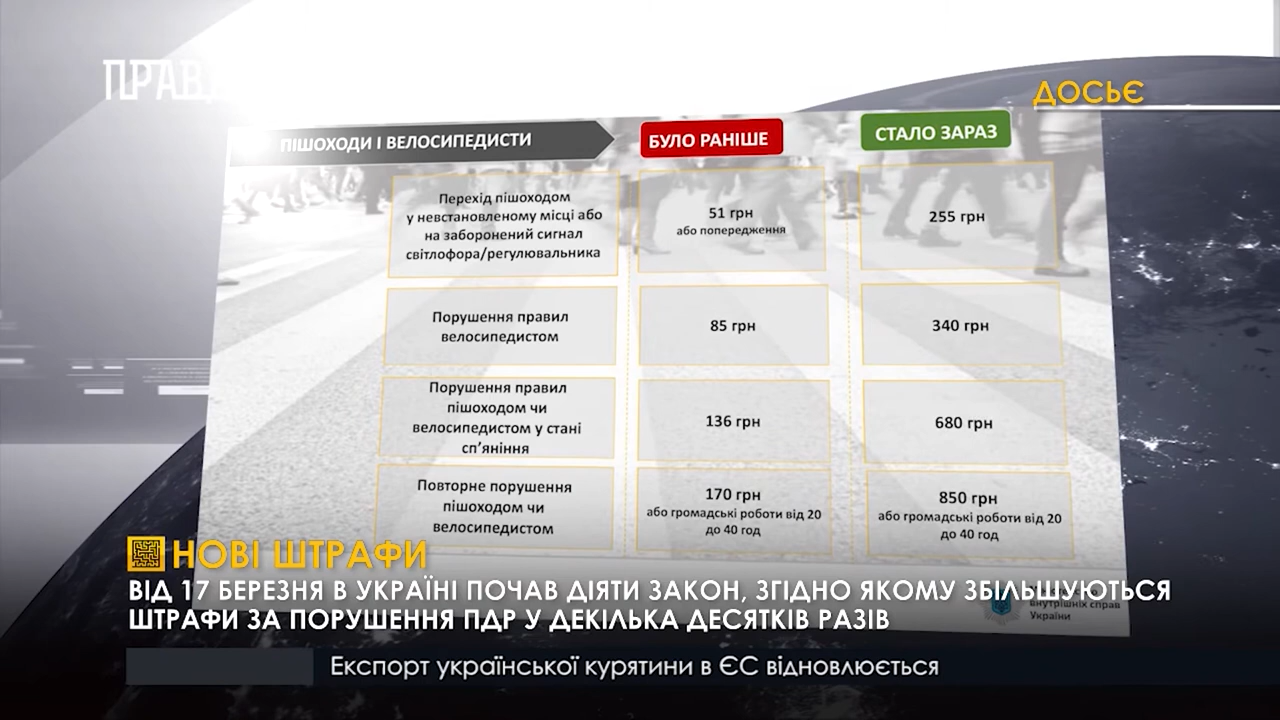 ПРАВ
ДОСЬЄ
ПІШОХОДИ І ВЕЛОСИПЕДИСТИ
БУЛО РАНІШЕ
СТАЛО ЗАРАЗ
Перехід пішоходом
у невстановленому місці або
на заборонений сигнал
світлофора/регулювальника
51 грн
або попередження
255 грн
Порушення правил
велосипедистом
85 грн
340 грн
Порушення правил
пішоходом чи
велосипедистом у стані
сп’яніння
136 грн
680 грн
Повторне порушення
пішоходом чи
велосипедистом
170 грн
або громадські роботи від 20
до 40 год
850 грн
або громадські роботи від 20
до 40 год
НОВІ ШТРАФИ
ВІД 17 БЕРЕЗНЯ В УКРАЇНІ ПОЧАВ ДІЯТИ ЗАКОН, ЗГІДНО ЯКОМУ ЗБІЛЬШУЮТЬСЯ
ШТРАФИ ЗА ПОРУШЕННЯ ПДР У ДЕКІЛЬКА ДЕСЯТКІВ РАЗІВ
внутрішніх справ
України
Експорт української курятини в ЄС відновлюється